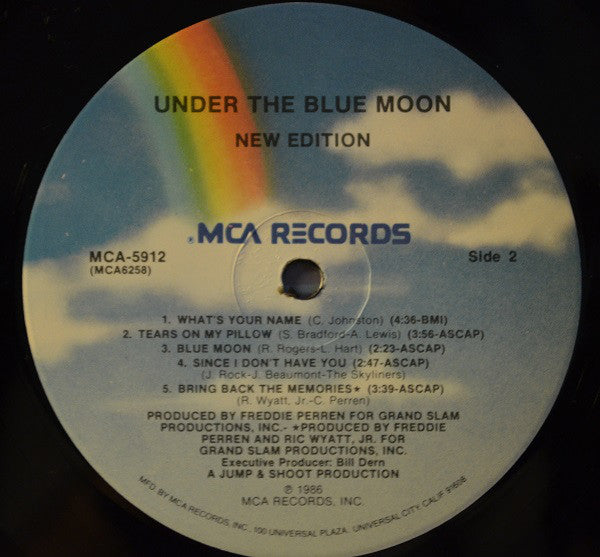 UNDER THE BLUE MOON
NEW EDITION
®MCA RECORDS
MCA-5912
(MCA6258)
Side 2
1. WHAT'S YOUR NAME (C. Johnston) (4:36-BMI)
2. TEARS ON MY PILLOW (S. Bradford-A. Lewis) (3:56-ASCAP)
3. BLUE MOON (R. Rogers-L. Hart) (2:23-ASCAP)
4. SINCE I DON'T HAVE YOU (2:47-ASCAP)
(J. Rock-J. Beaumont-The Skyliners)
5. BRING BACK THE MEMORIES★ (3:39-ASCAP)
(R. Wyatt, Jr.-C. Perren)
PRODUCED BY FREDDIE PERREN FOR GRAND SLAM
PRODUCTIONS, INC.- ★PRODUCED BY FREDDIE
PERREN AND RIC WYATT, JR. FOR
GRAND SLAM PRODUCTIONS, INC.
Executive Producer: Bill Dern
A JUMP & SHOOT PRODUCTION
℗ 1986
MCA RECORDS, INC.
MFD. BY MCA RECORDS, INC., 100 UNIVERSAL PLAZA, UNIVERSAL CITY, CALIF. 91608